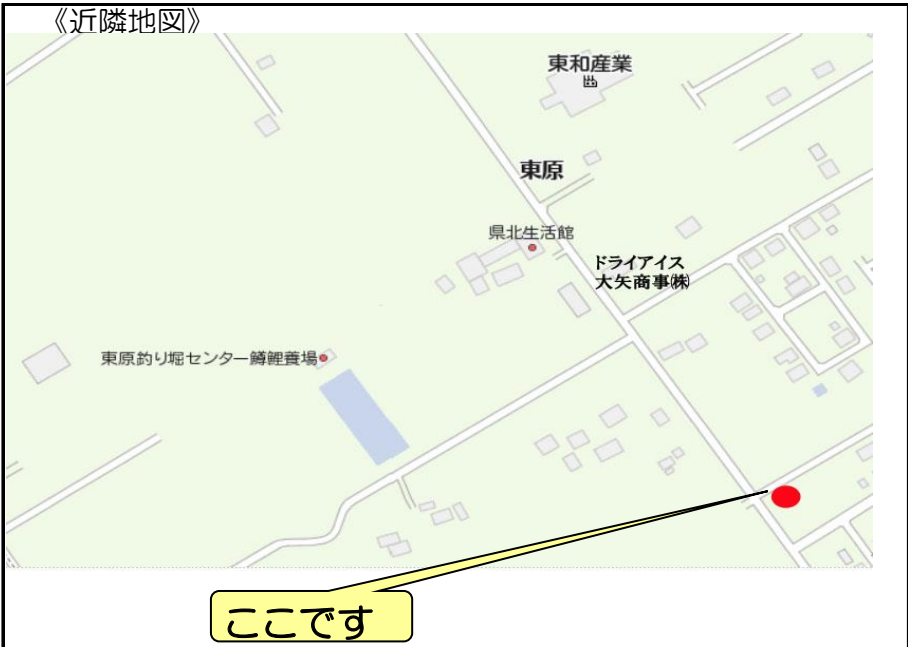 《近隣地図》
東和産業
東原
県北生活館
ドライアイス
大矢商事㈱
東原釣り堀センター鱒鯉養場
ここです